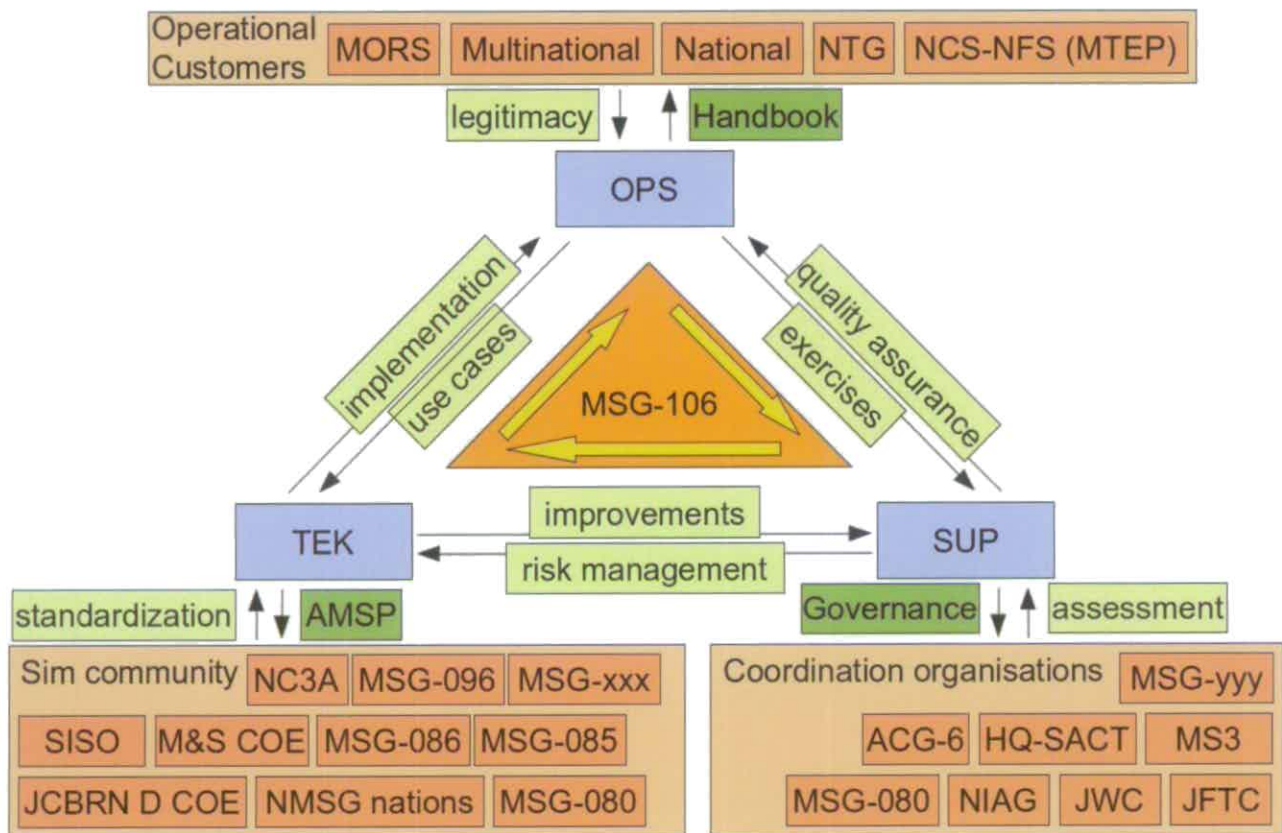 Operational
Customers
MORS
Multinational
National
NTG
NCS-NFS (MTEP)
legitimacy
Handbook
OPS
implementation
use cases
quality assurance
exercises
MSG-106
TEK
improvements
risk management
SUP
standardization
AMSP
Governance
assessment
Sim community
NC3A
MSG-096
MSG-xxx
SISO
M&S COE
MSG-086
MSG-085
JCBRN D COE
NMSG nations
MSG-080
Coordination organisations
MSG-yyy
ACG-6
HQ-SACT
MS3
MSG-080
NIAG
JWC
JFTC